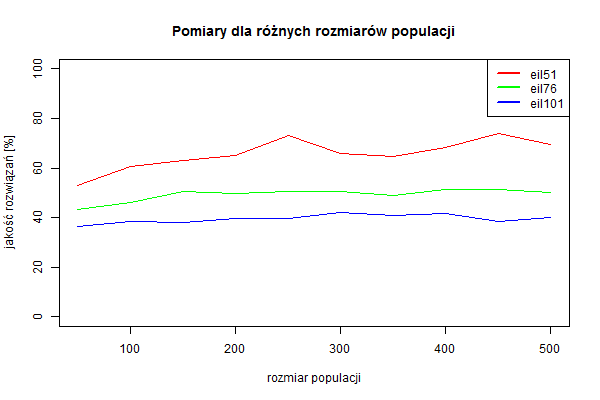 Pomiary dla różnych rozmiarów populacji
eil51
eil76
eil101
jakość rozwiązań [%]
100
80
60
40
20
0
100 200 300 400 500
rozmiar populacji